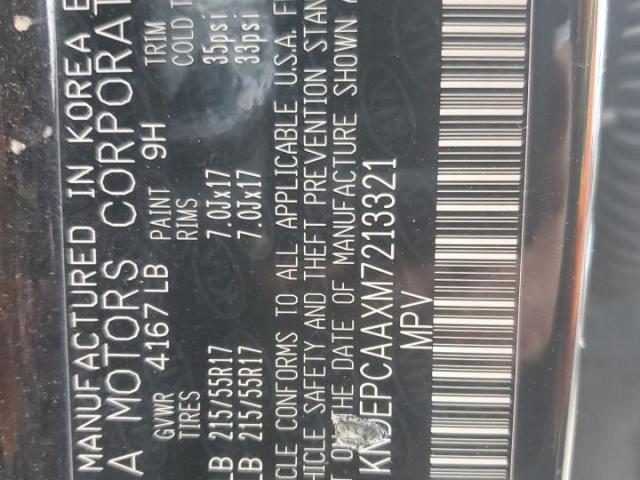 MANUFACTURED IN KOREA
A MOTORS CORPORAT
GVWR PAINT TRIM
4167 LB 9H
TIRES RIMS COLD T
LB 215/55R17 7.0Jx17 35psi
LB 215/55R17 7.0Jx17 33psi
CLE CONFORMS TO ALL APPLICABLE U.S.A. F
HICLE SAFETY AND THEFT PREVENTION STAN
T ON THE DATE OF MANUFACTURE SHOWN
KNDEPCAAXM7213321
MPV